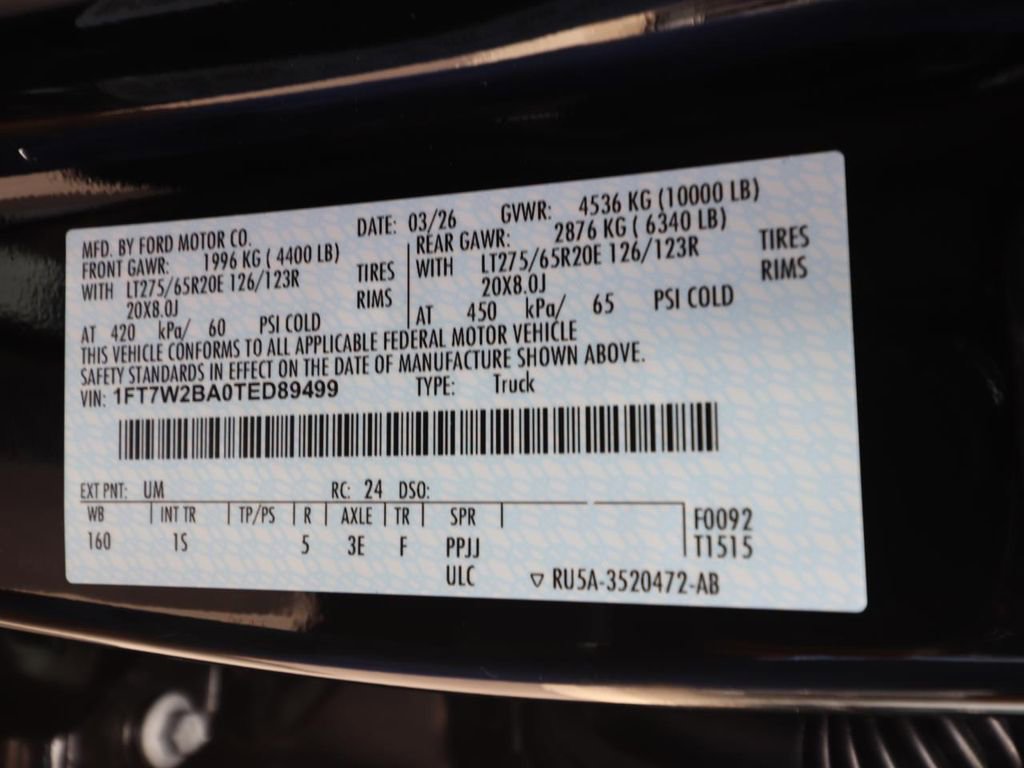 MFD. BY FORD MOTOR CO. DATE: 03/26 GVWR: 4536 KG (10000 LB)
FRONT GAWR: 1996 KG ( 4400 LB) REAR GAWR: 2876 KG ( 6340 LB)
WITH LT275/65R20E 126/123R TIRES WITH LT275/65R20E 126/123R TIRES
20X8.0J RIMS 20X8.0J RIMS
AT 420 kPa/ 60 PSI COLD AT 450 kPa/ 65 PSI COLD
THIS VEHICLE CONFORMS TO ALL APPLICABLE FEDERAL MOTOR VEHICLE
SAFETY STANDARDS IN EFFECT ON THE DATE OF MANUFACTURE SHOWN ABOVE.
VIN: 1FT7W2BA0TED89499 TYPE: Truck
EXT PNT: UM RC: 24 DSO:
WB INT TR TP/PS R AXLE TR SPR F0092
160 1S 5 3E F PPJJ T1515
ULC ▽ RU5A-3520472-AB